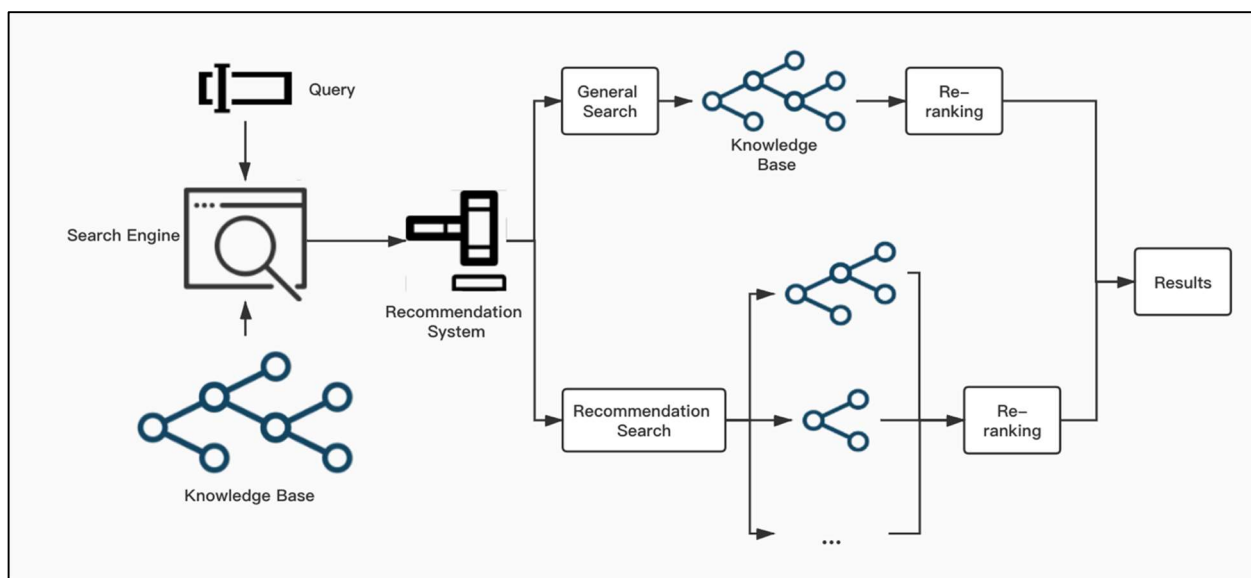 Query
Search Engine
Knowledge Base
Recommendation
System
General
Search
Knowledge
Base
Re-
ranking
Recommendation
Search
...
Re-
ranking
Results